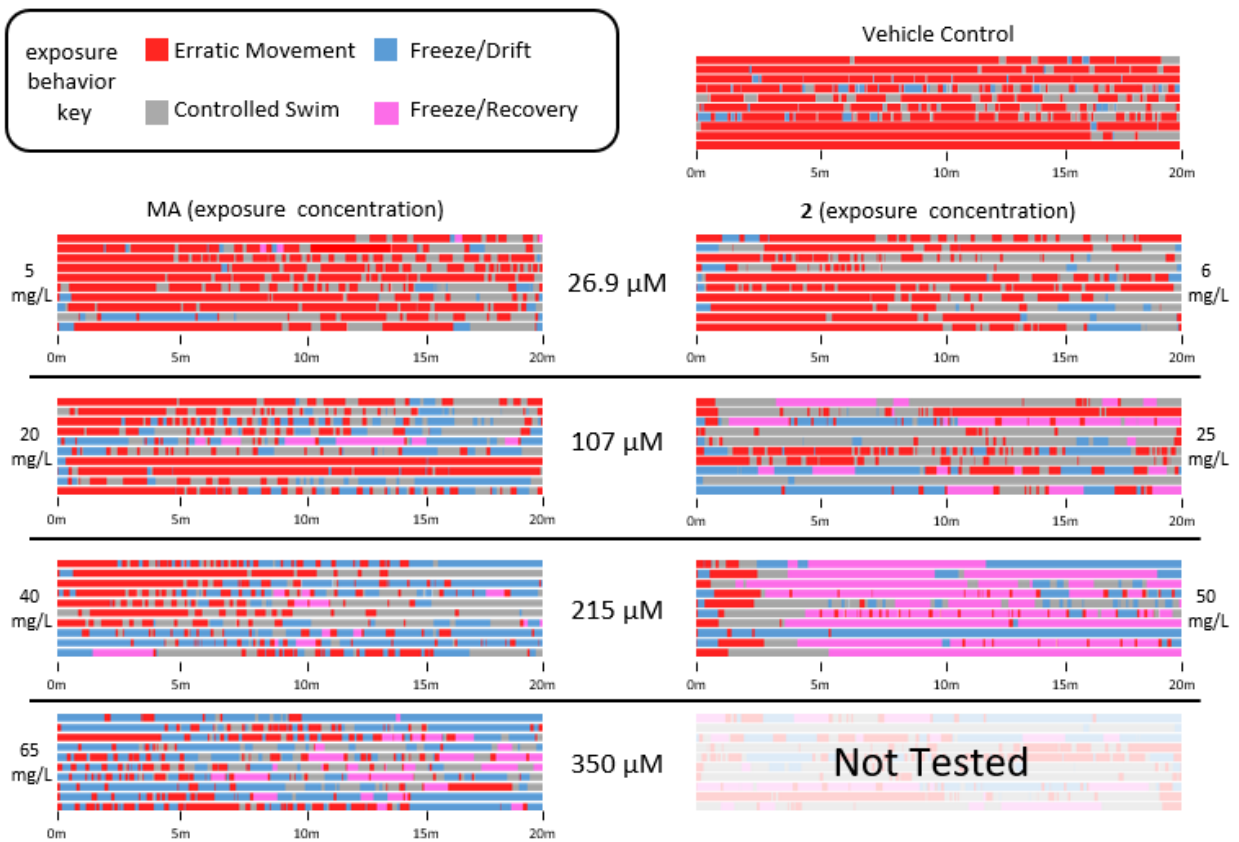 exposure
behavior
key
Erratic Movement
Freeze/Drift
Controlled Swim
Freeze/Recovery
Vehicle Control
0m 5m 10m 15m 20m
MA (exposure concentration)
2 (exposure concentration)
5
mg/L
26.9 µM
6
mg/L
0m 5m 10m 15m 20m
0m 5m 10m 15m 20m
20
mg/L
107 µM
25
mg/L
0m 5m 10m 15m 20m
0m 5m 10m 15m 20m
40
mg/L
215 µM
50
mg/L
0m 5m 10m 15m 20m
0m 5m 10m 15m 20m
65
mg/L
350 µM
Not Tested
0m 5m 10m 15m 20m